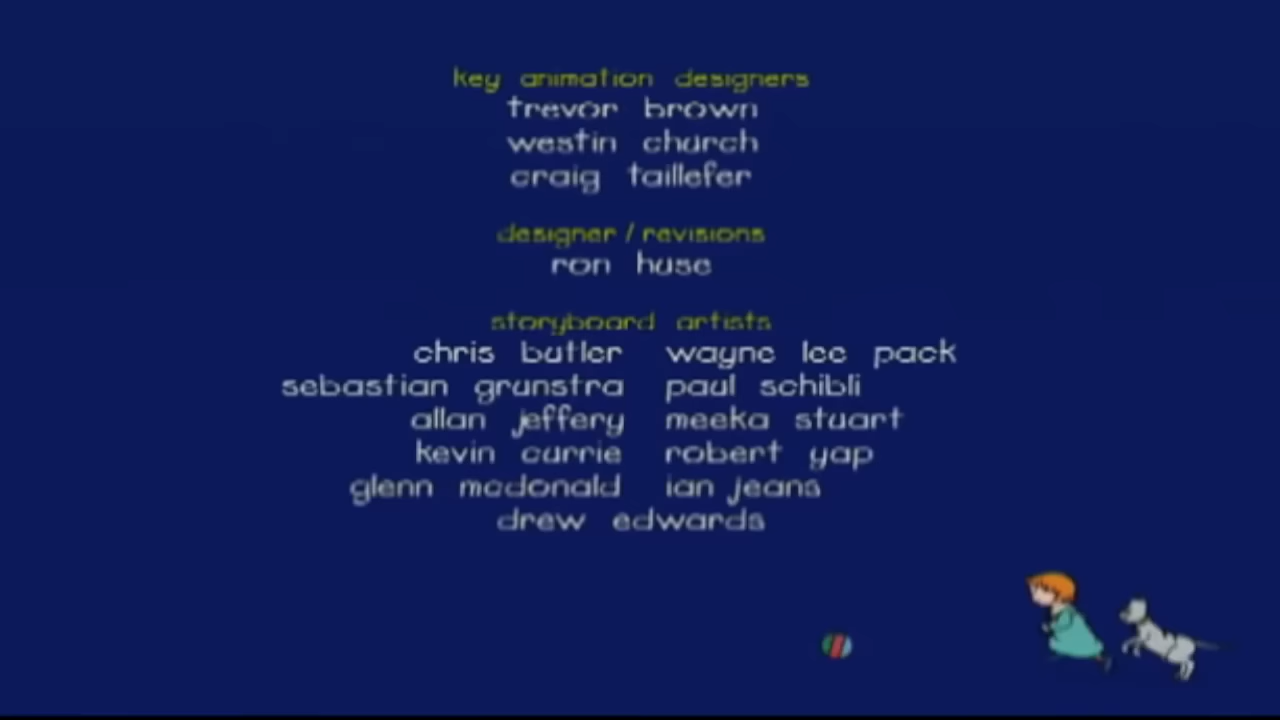 key animation designers
trevor brown
westin church
craig taillefer
designer / revisions
ron huse
storyboard artists
chris butler wayne lee pack
sebastian grunstra paul schibli
allan jeffery meeka stuart
kevin currie robert yap
glenn mcdonald ian jeans
drew edwards